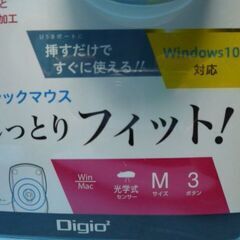 と
加工
USBポートに
挿すだけで
すぐに使える!!
Windows10
対応
ックマウス
っとり フィット!
Win
Mac
光学式
センサー
M
サイズ
3
ボタン
Digio²